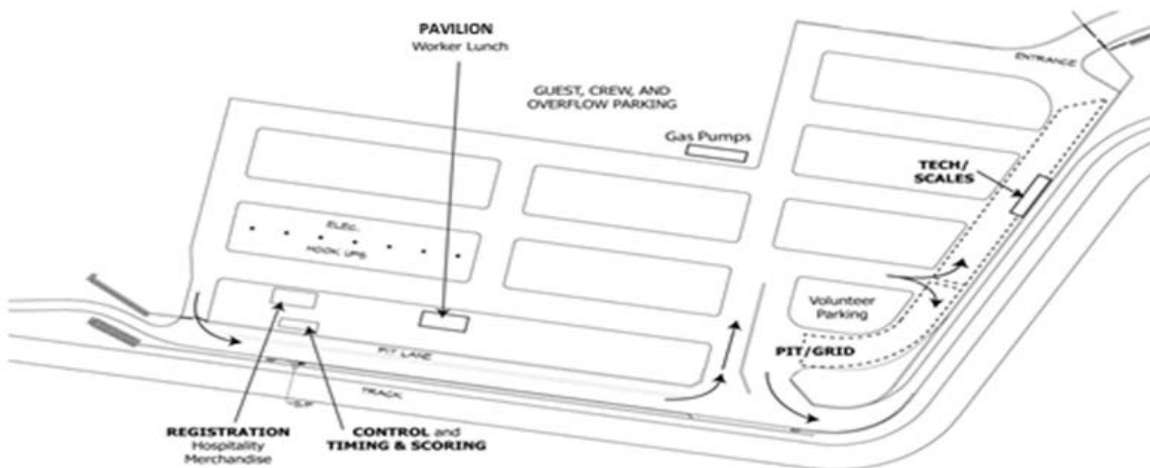 PAVILION
Worker Lunch
GUEST, CREW, AND
OVERFLOW PARKING
Gas Pumps
ENTRANCE
TECH/
SCALES
ELEC.
HOOK UPS
Volunteer
Parking
PIT/GRID
PIT LANE
TRACK
REGISTRATION
Hospitality
Merchandise
CONTROL and
TIMING & SCORING